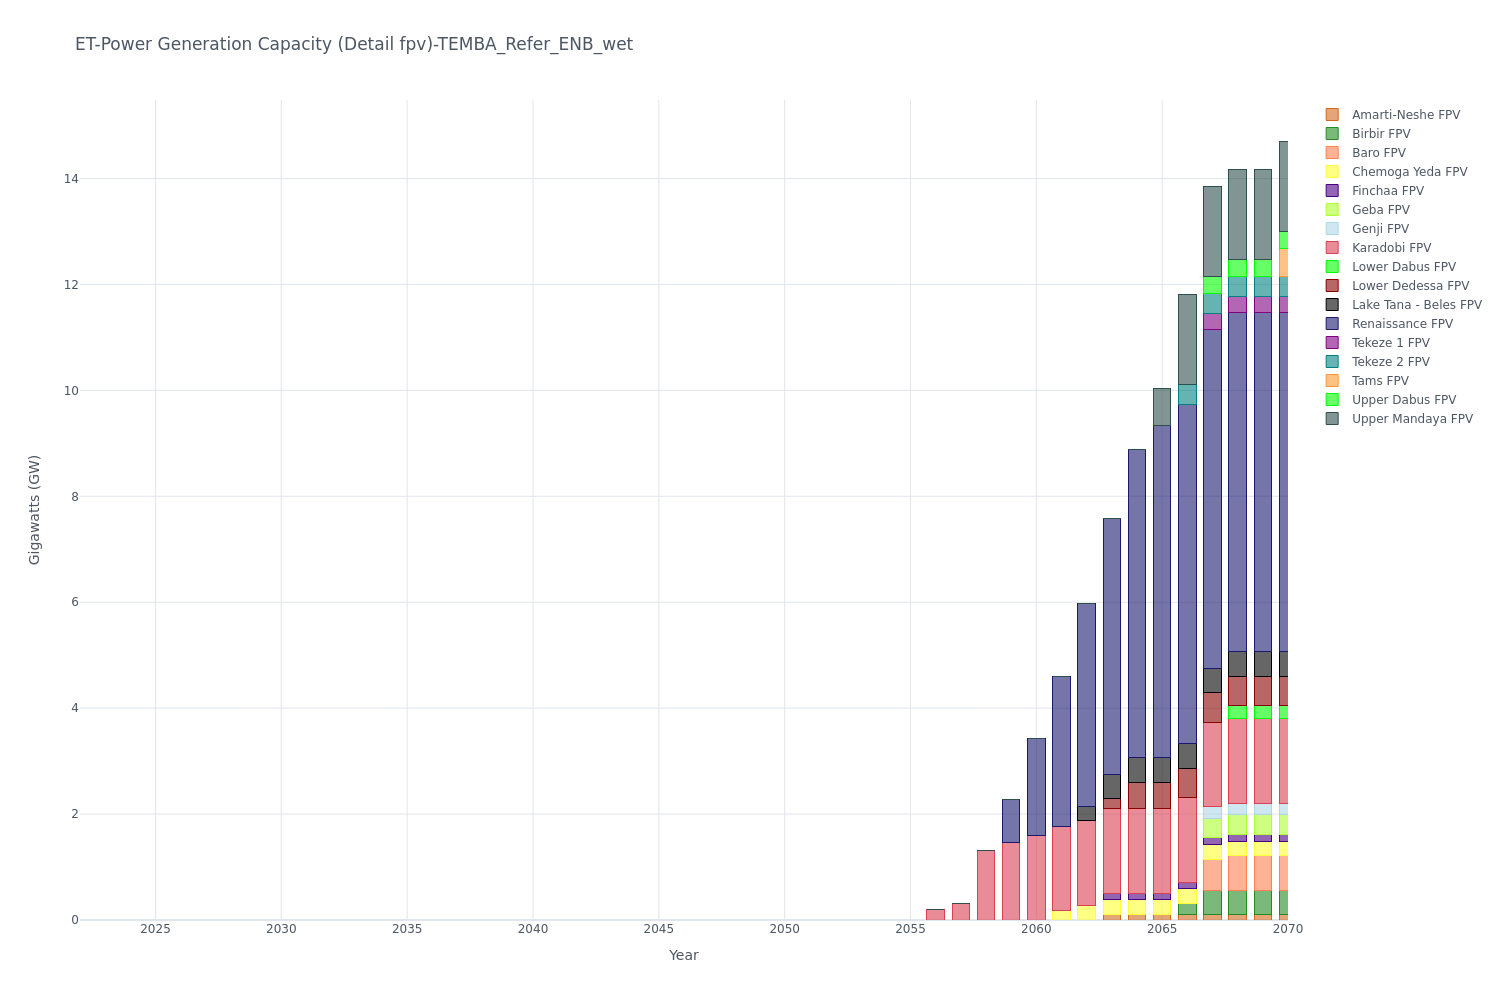 ET-Power Generation Capacity (Detail fpv)-TEMBA_Refer_ENB_wet
Gigawatts (GW)
14
12
10
8
6
4
2
0
2025
2030
2035
2040
2045
2050
2055
2060
2065
2070
Year
Amarti-Neshe FPV
Birbir FPV
Baro FPV
Chemoga Yeda FPV
Finchaa FPV
Geba FPV
Genji FPV
Karadobi FPV
Lower Dabus FPV
Lower Dedessa FPV
Lake Tana - Beles FPV
Renaissance FPV
Tekeze 1 FPV
Tekeze 2 FPV
Tams FPV
Upper Dabus FPV
Upper Mandaya FPV